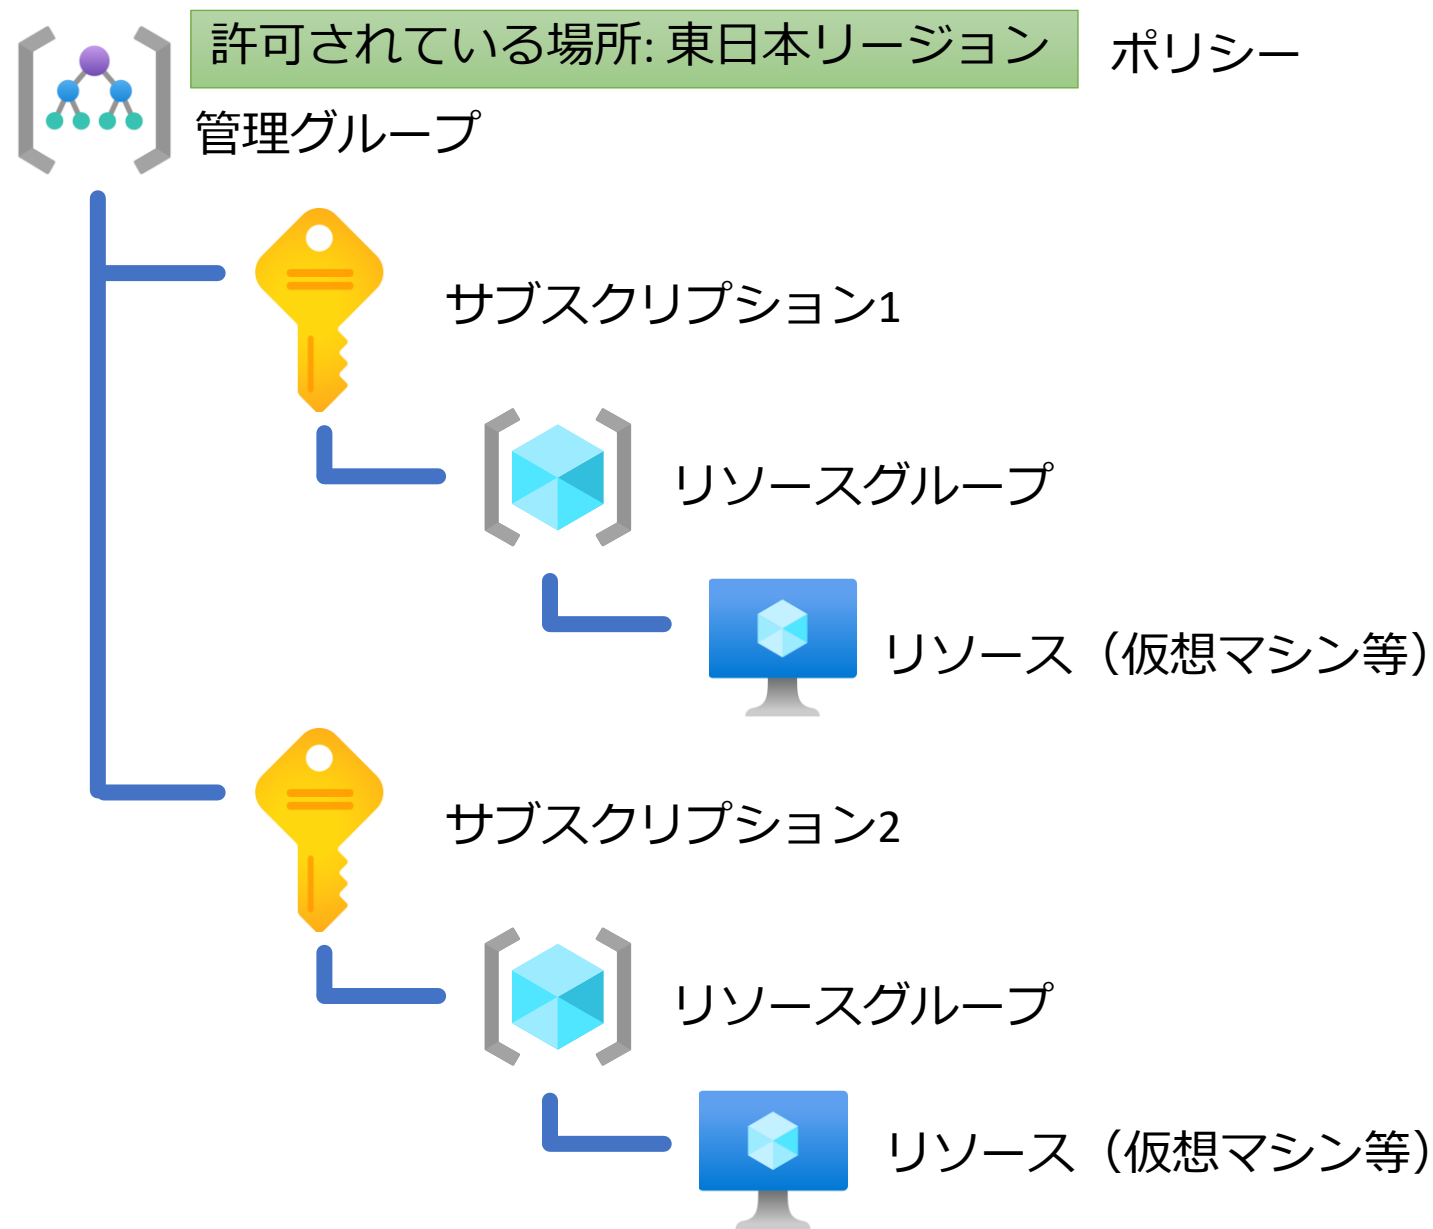 許可されている場所: 東日本リージョン ポリシー
管理グループ
サブスクリプション1
リソースグループ
リソース（仮想マシン等）
サブスクリプション2
リソースグループ
リソース（仮想マシン等）